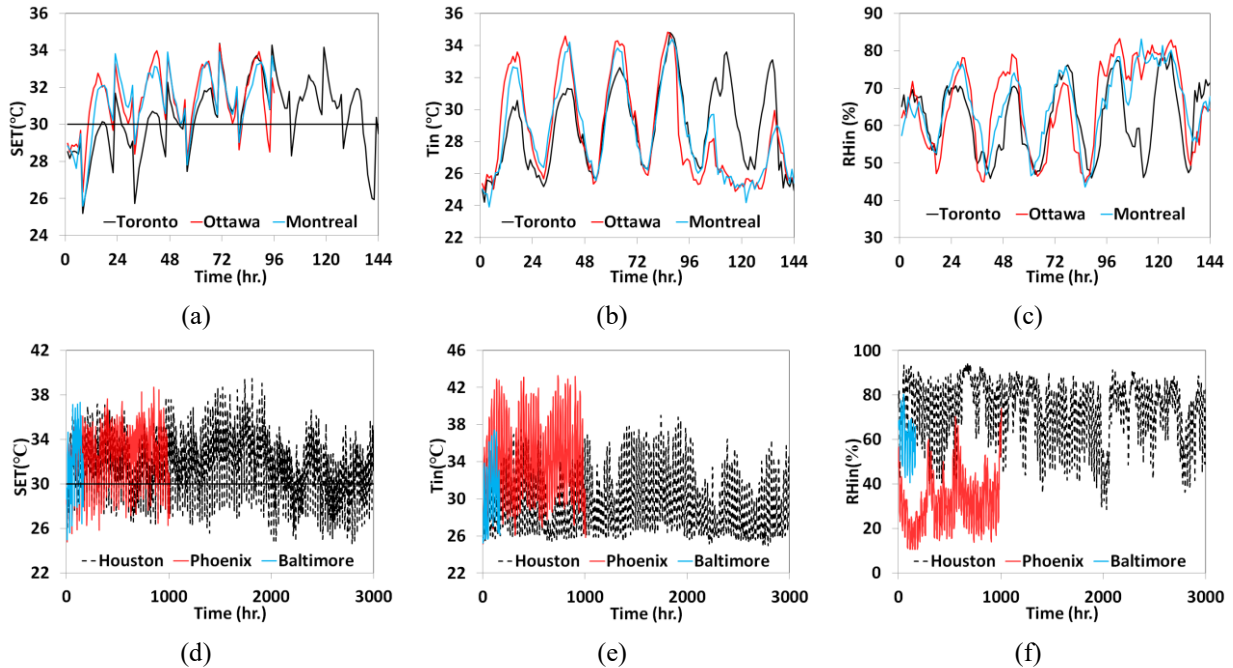 36
34
32
30
28
26
24
SET(°C)
0 24 48 72 96 120 144
Time (hr.)
Toronto Ottawa Montreal
(a)
36
34
32
30
28
26
24
22
Tin (°C)
0 24 48 72 96 120 144
Time (hr.)
Toronto Ottawa Montreal
(b)
90
80
70
60
50
40
30
RHin (%)
0 24 48 72 96 120 144
Time (hr.)
Toronto Ottawa Montreal
(c)
42
38
34
30
26
22
SET(°C)
0 1000 2000 3000
Time (hr.)
Houston Phoenix Baltimore
(d)
46
42
38
34
30
26
22
Tin(°C)
0 1000 2000 3000
Time (hr.)
Houston Phoenix Baltimore
(e)
100
80
60
40
20
0
RHin(%)
0 1000 2000 3000
Time (hr.)
Houston Phoenix Baltimore
(f)